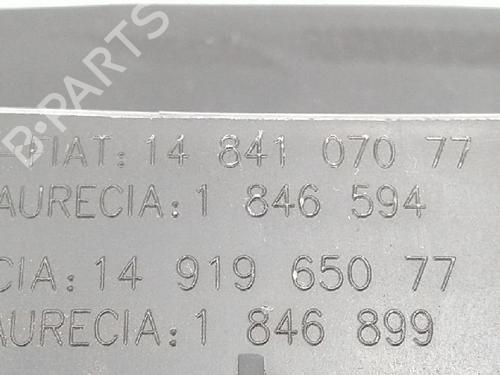 B-PARTS
-FIAT: 14 841 070 77
AURECIA: 1 846 594
CIA: 14 919 650 77
AURECIA: 1 846 899